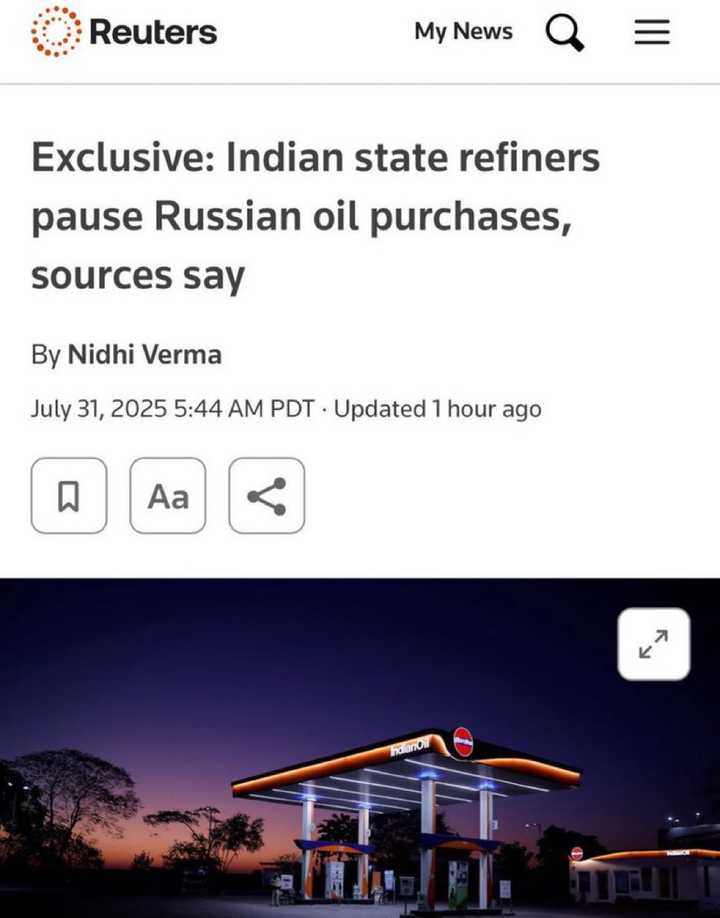 Reuters
My News
Exclusive: Indian state refiners
pause Russian oil purchases,
sources say
By Nidhi Verma
July 31, 2025 5:44 AM PDT · Updated 1 hour ago
Aa
IndianOil